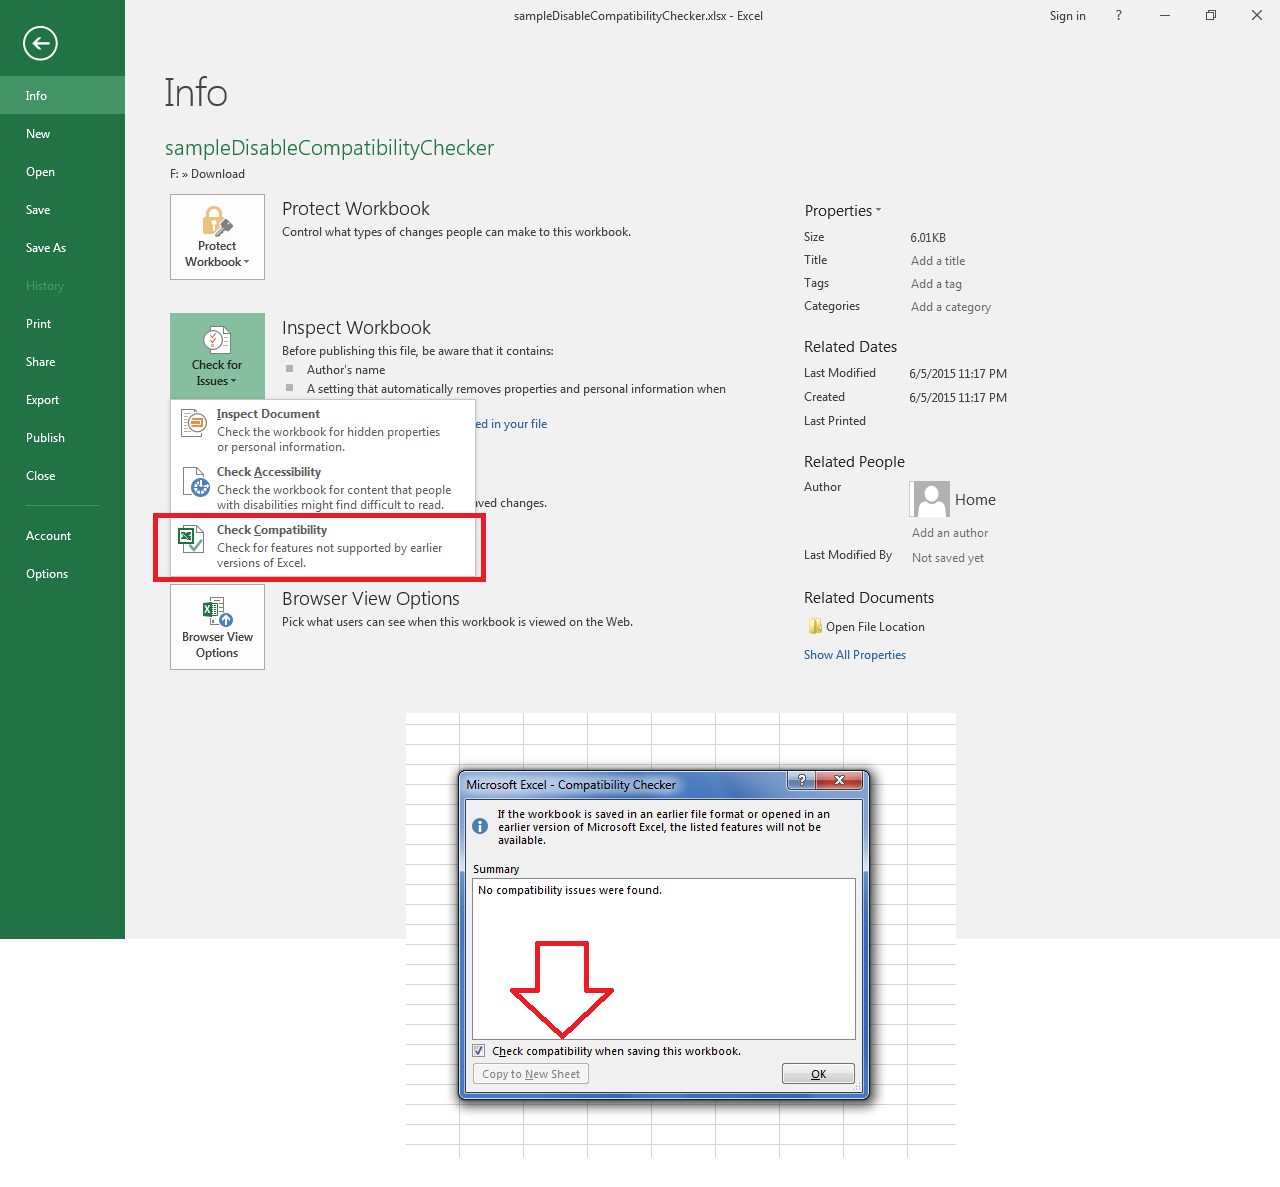 sampleDisableCompatibilityChecker.xlsx - Excel
Sign in
?
Info
New
Open
Save
Save As
History
Print
Share
Export
Publish
Close
Account
Options
Info
sampleDisableCompatibilityChecker
F: » Download
Protect
Workbook
Protect Workbook
Control what types of changes people can make to this workbook.
Check for
Issues
Inspect Workbook
Before publishing this file, be aware that it contains:
Author's name
A setting that automatically removes properties and personal information when
ed in your file
Inspect Document
Check the workbook for hidden properties
or personal information.
Check Accessibility
Check the workbook for content that people
with disabilities might find difficult to read.
aved changes.
Check Compatibility
Check for features not supported by earlier
versions of Excel.
Browser View
Options
Browser View Options
Pick what users can see when this workbook is viewed on the Web.
Properties
Size 6.01KB
Title Add a title
Tags Add a tag
Categories Add a category
Related Dates
Last Modified 6/5/2015 11:17 PM
Created 6/5/2015 11:17 PM
Last Printed
Related People
Author Home
Add an author
Last Modified By Not saved yet
Related Documents
Open File Location
Show All Properties
Microsoft Excel - Compatibility Checker
?
If the workbook is saved in an earlier file format or opened in an
earlier version of Microsoft Excel, the listed features will not be
available.
Summary
No compatibility issues were found.
Check compatibility when saving this workbook.
Copy to New Sheet OK